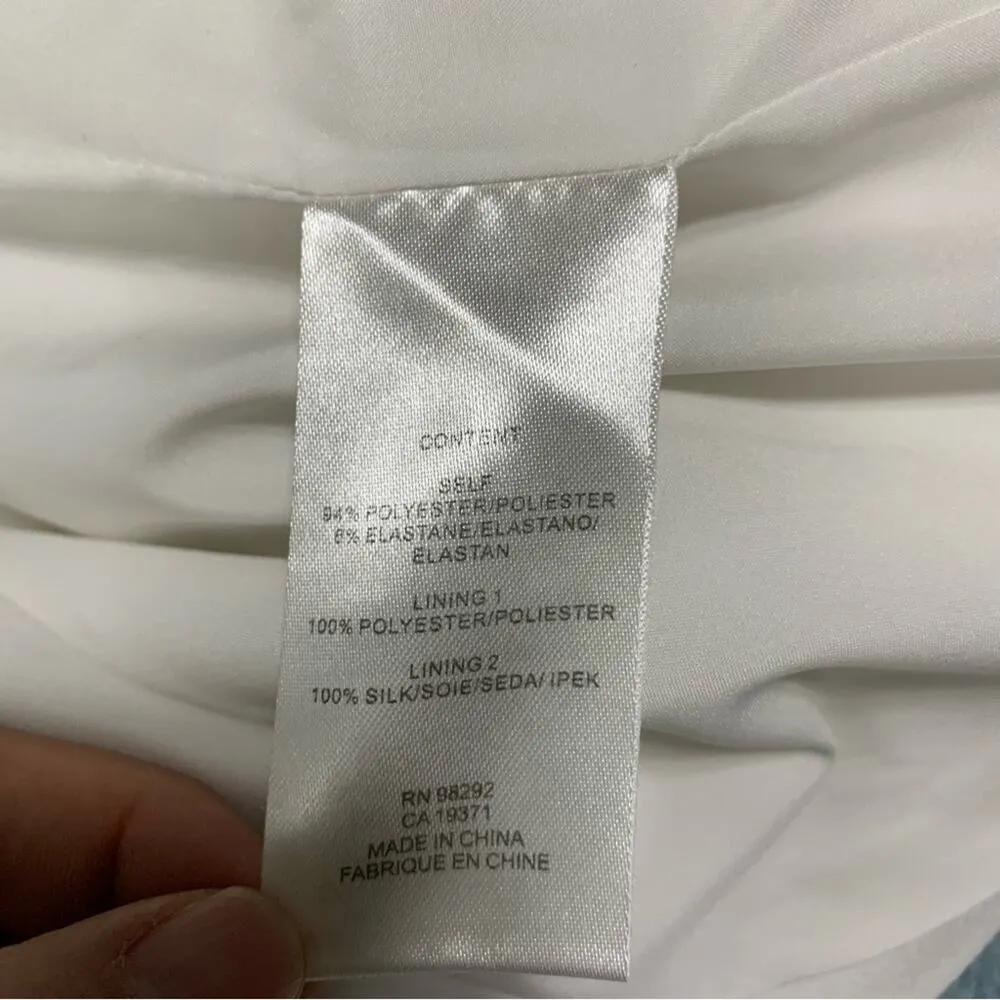 CONTENT
SELF
94% POLYESTER/POLIESTER
6% ELASTANE/ELASTANO/
ELASTAN
LINING 1
100% POLYESTER/POLIESTER
LINING 2
100% SILK/SOIE/SEDA/IPEK
RN 98292
CA 19371
MADE IN CHINA
FABRIQUE EN CHINE